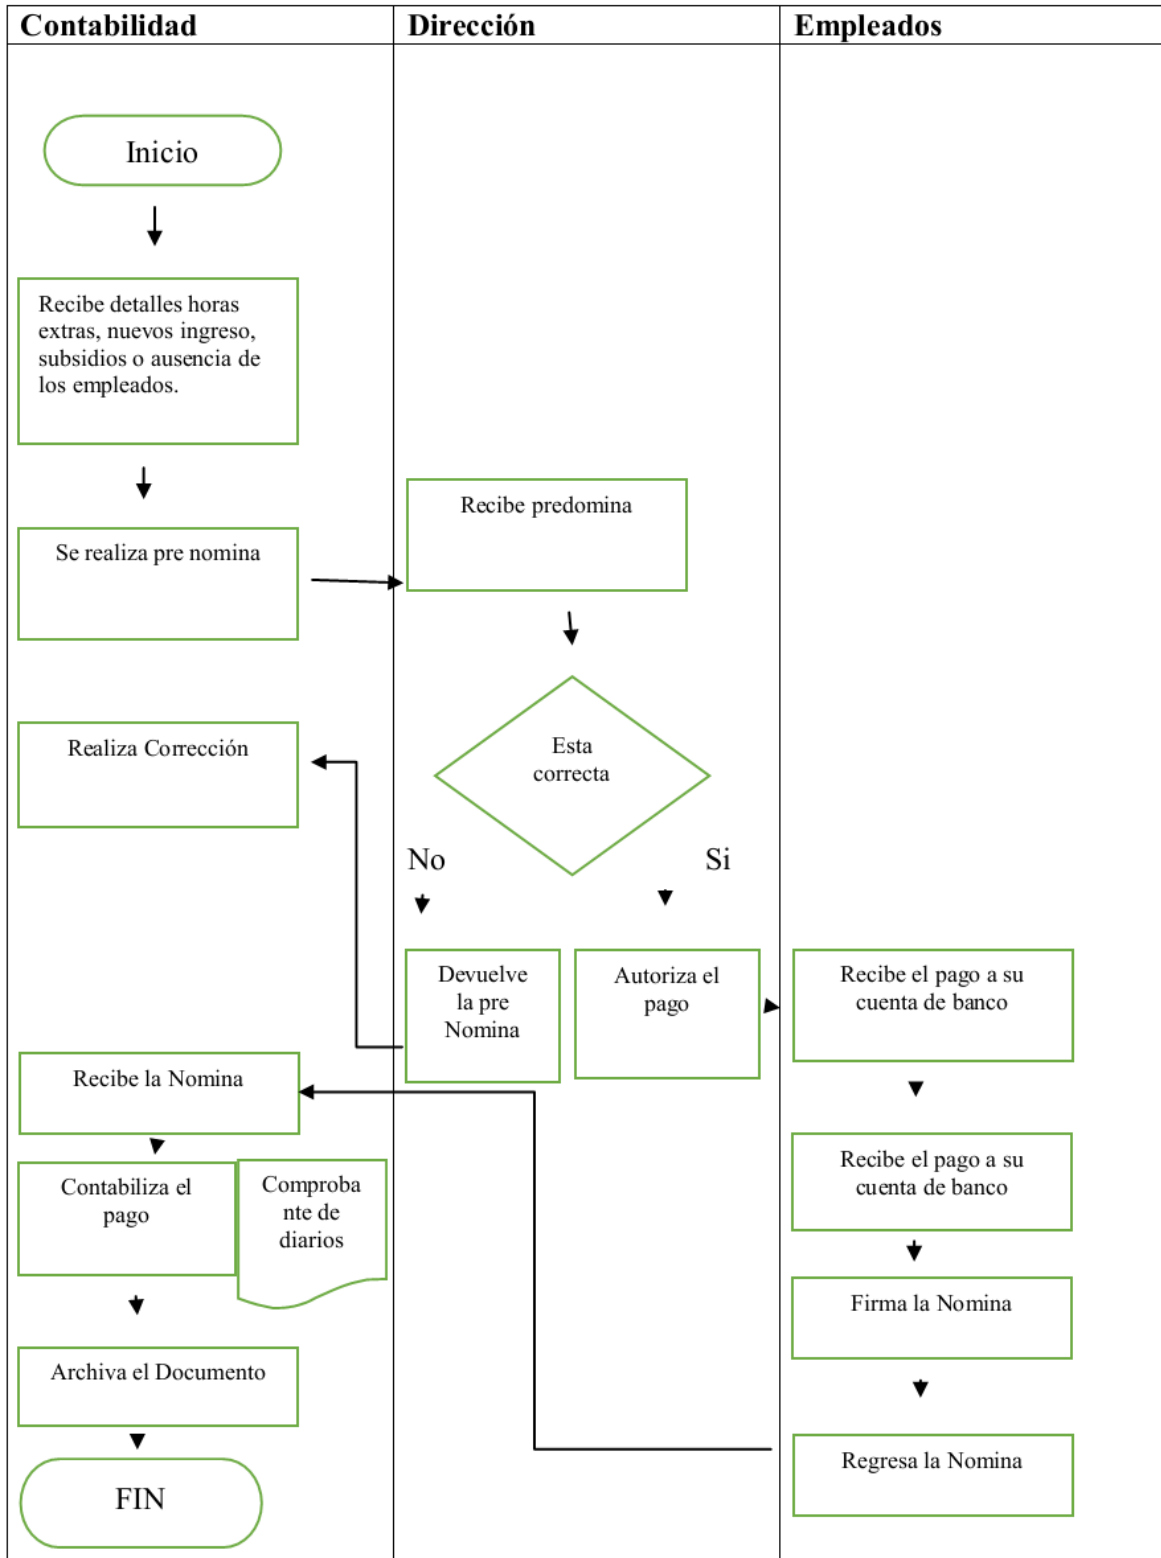 Contabilidad
Dirección
Empleados
Inicio
Recibe detalles horas
extras, nuevos ingreso,
subsidios o ausencia de
los empleados.
Recibe predomina
Se realiza pre nomina
Realiza Corrección
Esta
correcta
No
Si
Devuelve
la pre
Nomina
Autoriza el
pago
Recibe el pago a su
cuenta de banco
Recibe la Nomina
Recibe el pago a su
cuenta de banco
Contabiliza el
pago
Comproba
nte de
diarios
Firma la Nomina
Archiva el Documento
Regresa la Nomina
FIN